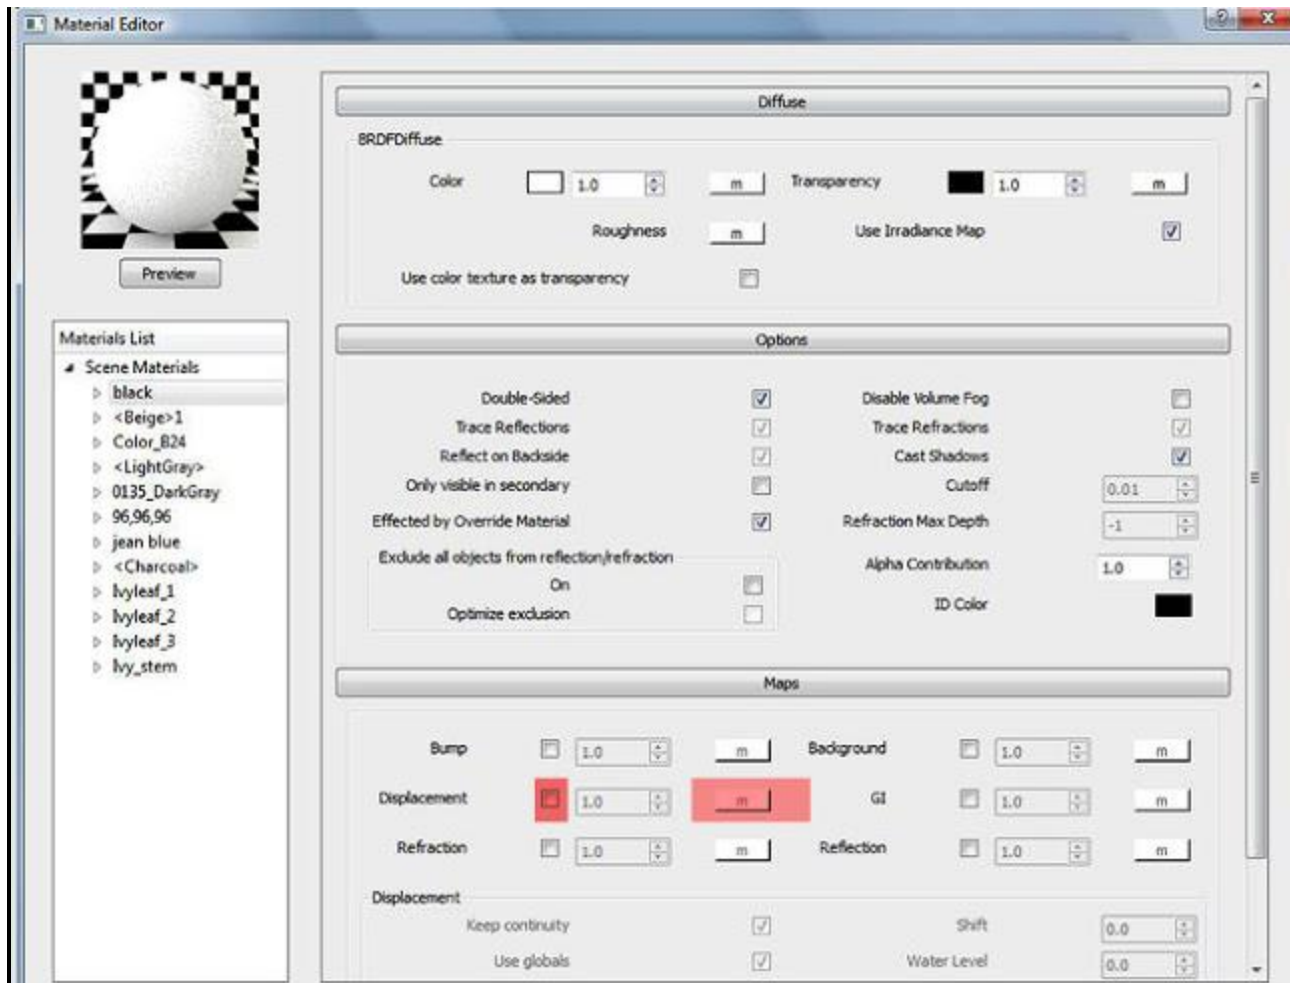 Material Editor
Preview
Materials List
Scene Materials
black
<Beige>1
Color_B24
<LightGray>
0135_DarkGray
96,96,96
jean blue
<Charcoal>
Ivyleaf_1
Ivyleaf_2
Ivyleaf_3
Ivy_stem
Diffuse
BRDFDiffuse
Color 1.0 m Transparency 1.0 m
Roughness m Use Irradiance Map
Use color texture as transparency
Options
Double-Sided Disable Volume Fog
Trace Reflections Trace Refractions
Reflect on Backside Cast Shadows
Only visible in secondary Cutoff 0.01
Effected by Override Material Refraction Max Depth -1
Exclude all objects from reflection/refraction Alpha Contribution 1.0
On
Optimize exclusion ID Color
Maps
Bump 1.0 m Background 1.0 m
Displacement 1.0 m GI 1.0 m
Refraction 1.0 m Reflection 1.0 m
Displacement
Keep continuity Shift 0.0
Use globals Water Level 0.0